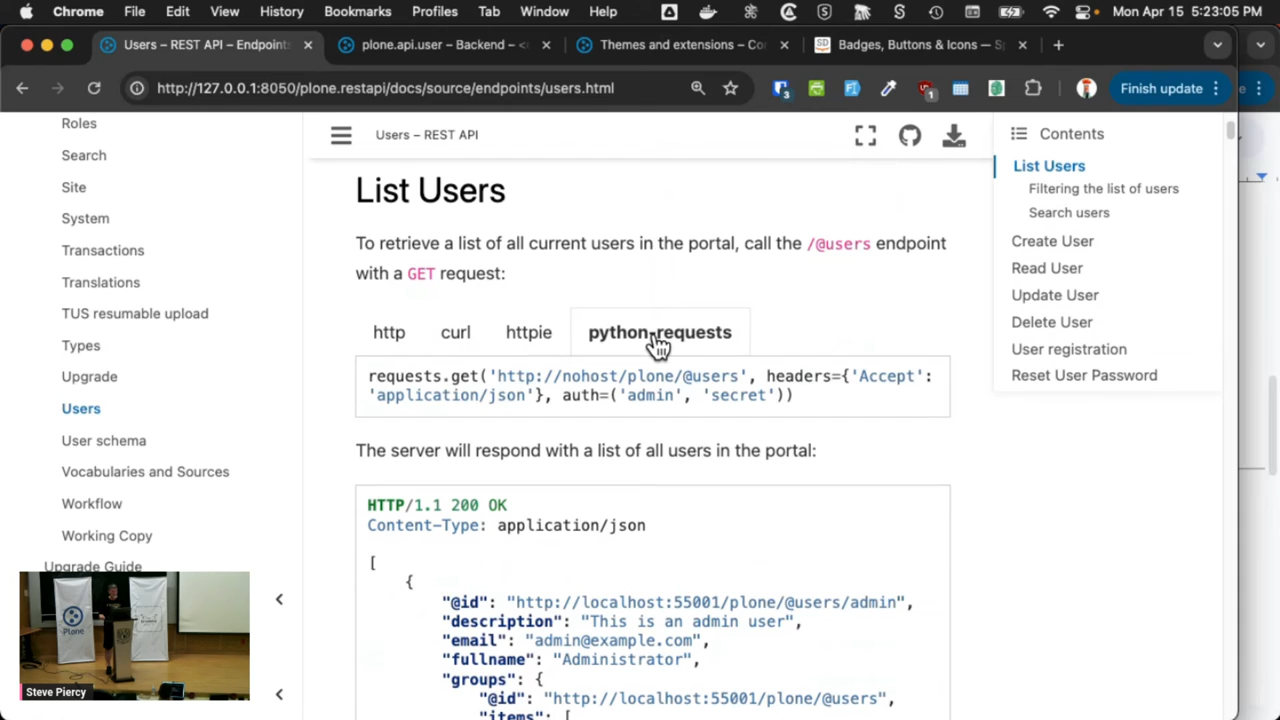 Chrome File Edit View History Bookmarks Profiles Tab Window Help Mon Apr 15 5:23:05 PM
Users – REST API – Endpoints
plone.api.user – Backend –
Themes and extensions – Co
Badges, Buttons & Icons –
http://127.0.0.1:8050/plone.restapi/docs/source/endpoints/users.html
3
1
Finish update
Roles
Search
Site
System
Transactions
Translations
TUS resumable upload
Types
Upgrade
Users
User schema
Vocabularies and Sources
Workflow
Working Copy
Upgrade Guide
Users – REST API
List Users
To retrieve a list of all current users in the portal, call the /@users endpoint
with a GET request:
http curl httpie python-requests
requests.get('http://nohost/plone/@users', headers={'Accept':
'application/json'}, auth=('admin', 'secret'))
The server will respond with a list of all users in the portal:
HTTP/1.1 200 OK
Content-Type: application/json
[
{
"@id": "http://localhost:55001/plone/@users/admin",
"description": "This is an admin user",
"email": "admin@example.com",
"fullname": "Administrator",
"groups": {
"@id": "http://localhost:55001/plone/@users",
"items": [
Contents
List Users
Filtering the list of users
Search users
Create User
Read User
Update User
Delete User
User registration
Reset User Password
Plone
Steve Piercy